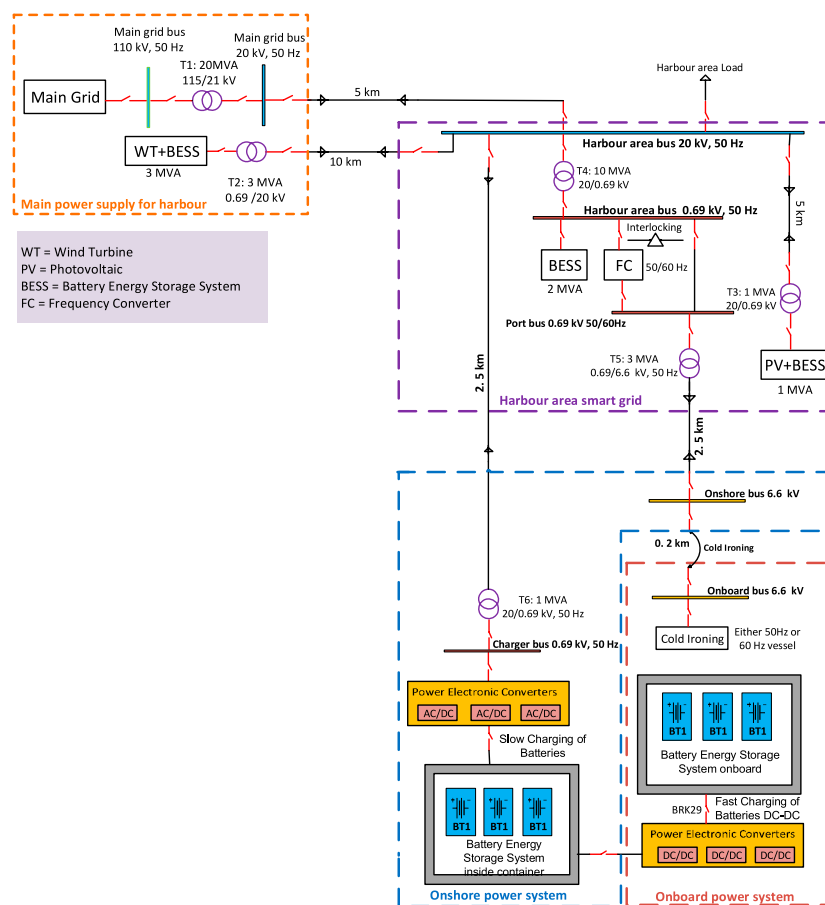 Main grid bus
110 kV, 50 Hz
Main grid bus
20 kV, 50 Hz
T1: 20MVA
115/21 kV
Main Grid
5 km
Harbour area Load
WT+BESS
3 MVA
T2: 3 MVA
0.69 /20 kV
10 km
Main power supply for harbour
Harbour area bus 20 kV, 50 Hz
T4: 10 MVA
20/0.69 kV
5 km
Harbour area bus  0.69 kV, 50 Hz
Interlocking
BESS
2 MVA
FC
50/60 Hz
T3: 1 MVA
20/0.69 kV
Port bus 0.69 kV 50/60Hz
T5: 3 MVA
0.69/6.6  kV, 50 Hz
PV+BESS
1 MVA
Harbour area smart grid
WT = Wind Turbine
PV = Photovoltaic
BESS = Battery Energy Storage System
FC = Frequency Converter
2. 5 km
2. 5 km
Onshore bus 6.6  kV
0. 2 km
Cold Ironing
Onboard bus 6.6  kV
Cold Ironing
Either 50Hz or
60 Hz vessel
T6: 1 MVA
20/0.69 kV, 50 Hz
Charger bus 0.69 kV, 50 Hz
Power Electronic Converters
AC/DC
AC/DC
AC/DC
Slow Charging of
Batteries
BT1
BT1
BT1
Battery Energy Storage
System onboard
BRK29
Fast Charging of
Batteries DC-DC
Power Electronic Converters
DC/DC
DC/DC
DC/DC
BT1
BT1
BT1
Battery Energy
Storage System
inside container
Onshore power system
Onboard power system